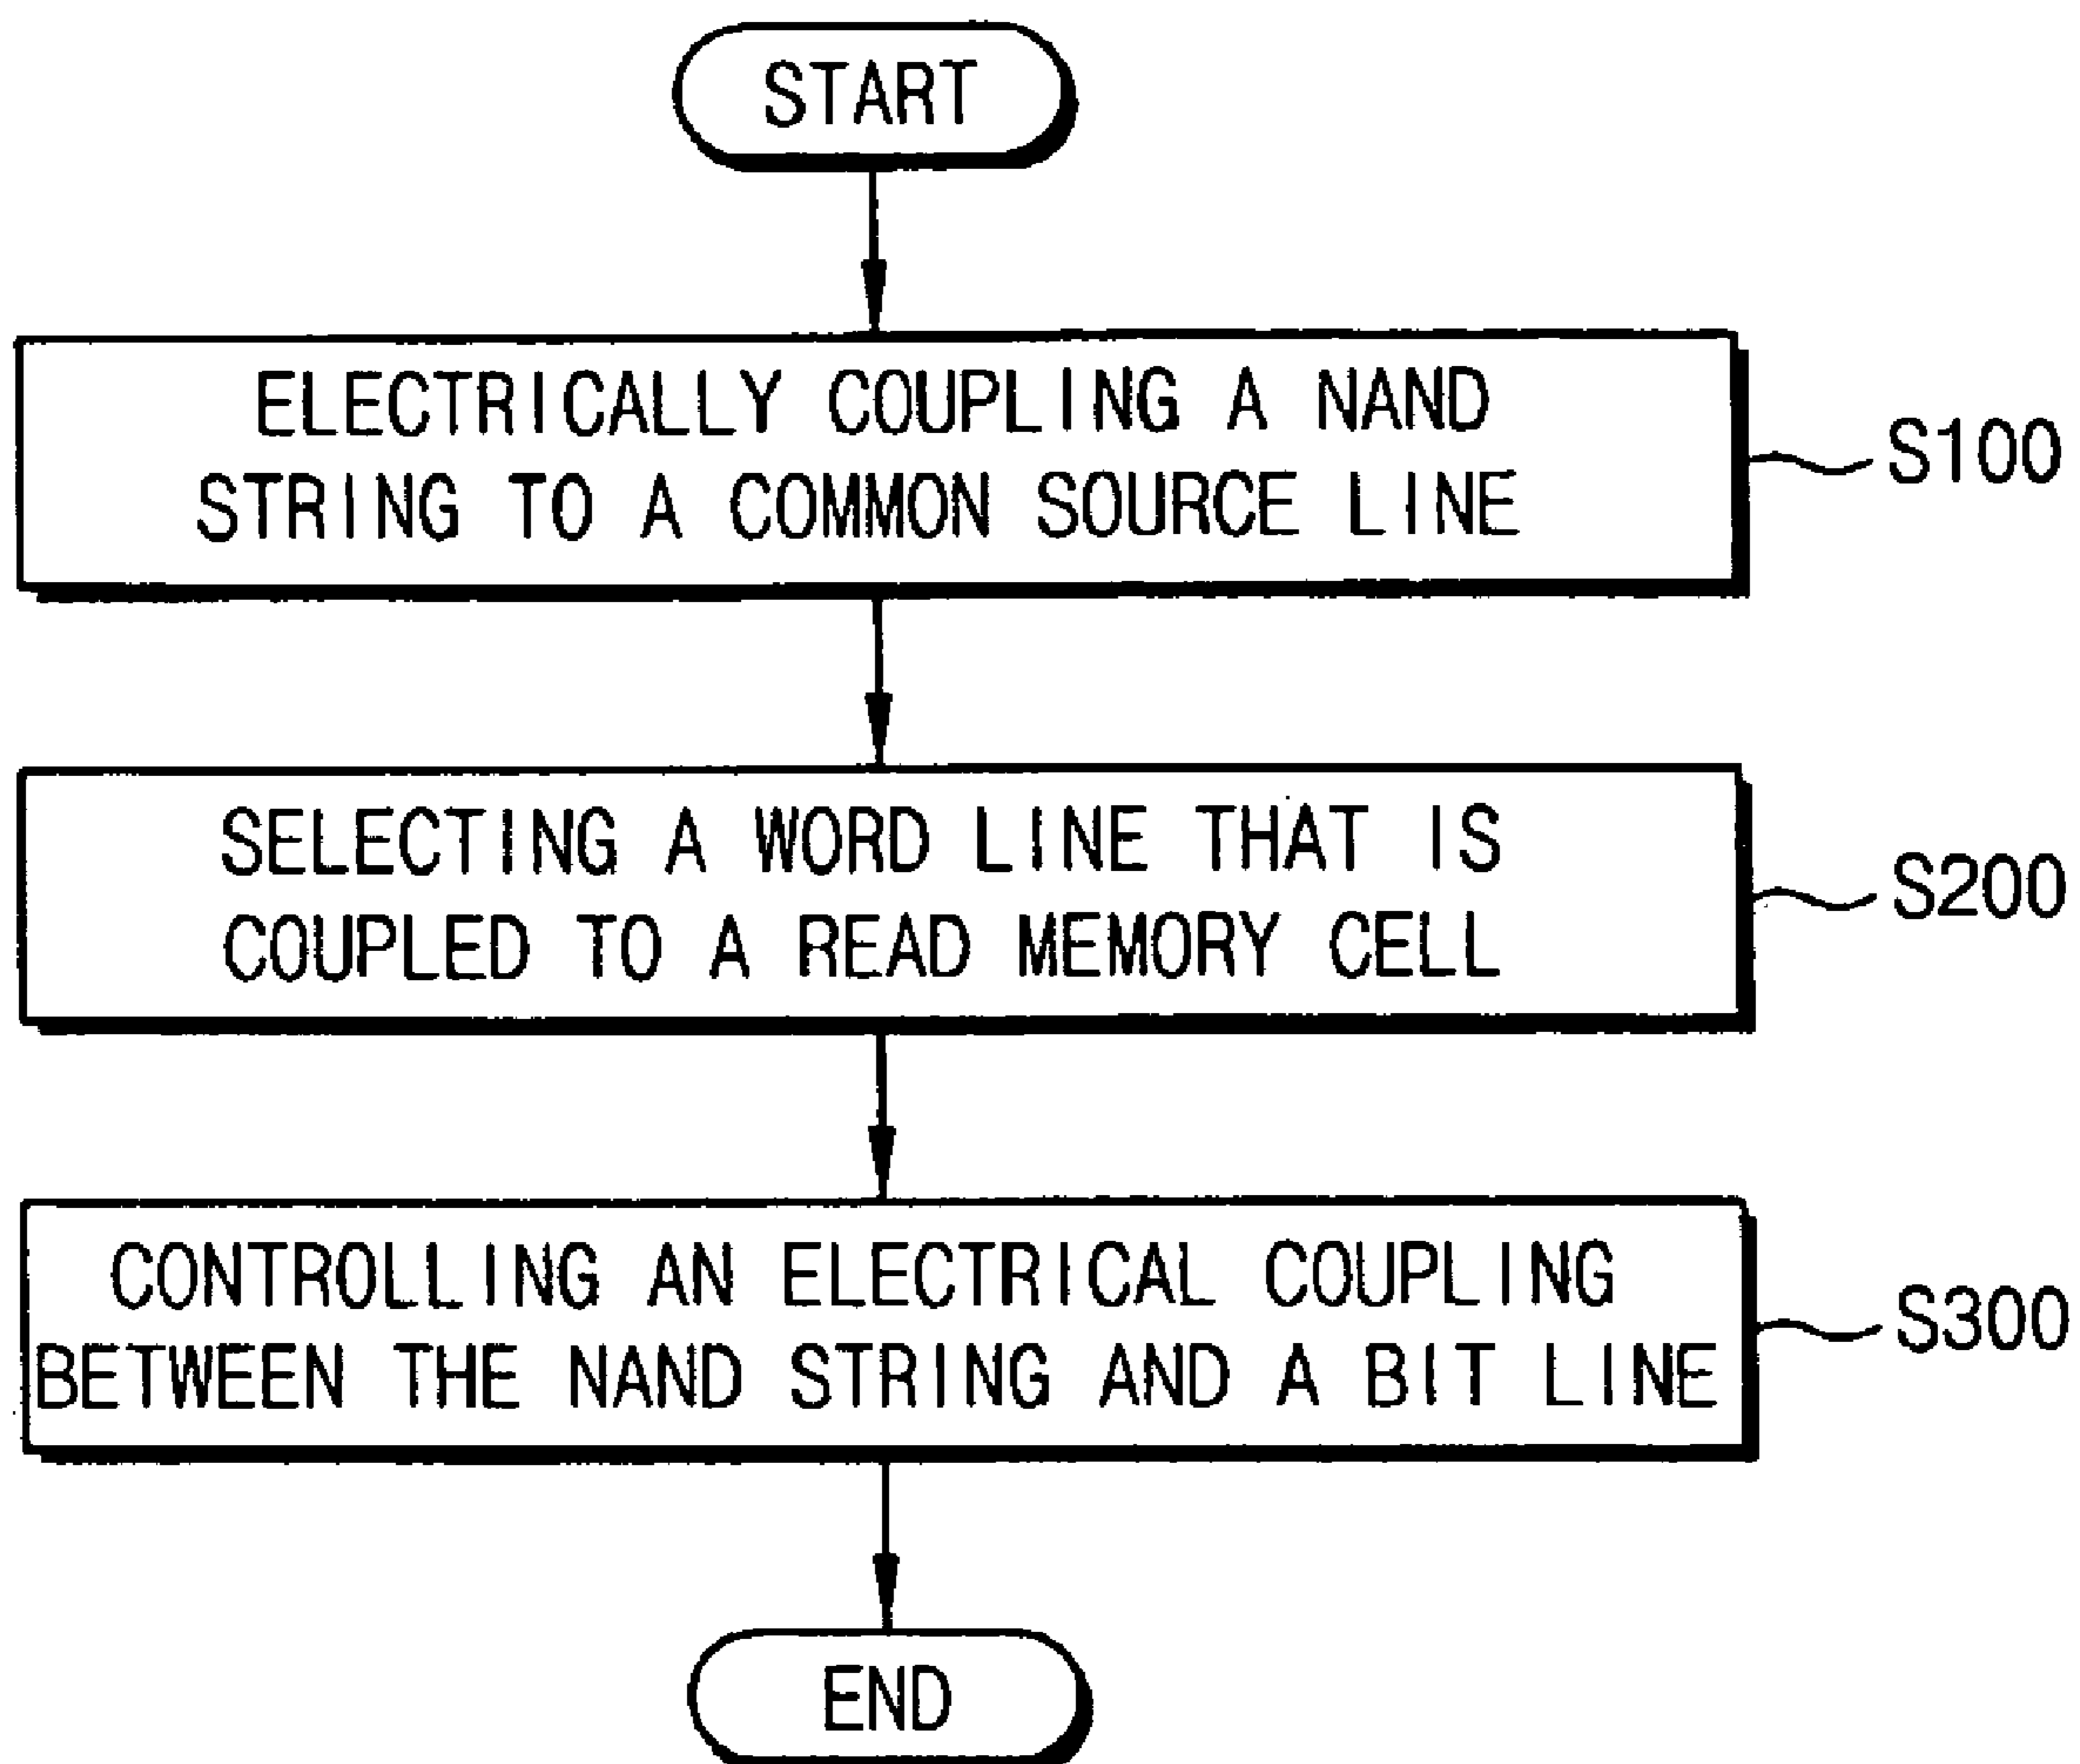 START
ELECTRICALLY COUPLING A NAND
STRING TO A COMMON SOURCE LINE
S100
SELECTING A WORD LINE THAT IS
COUPLED TO A READ MEMORY CELL
S200
CONTROLLING AN ELECTRICAL COUPLING
BETWEEN THE NAND STRING AND A BIT LINE
S300
END